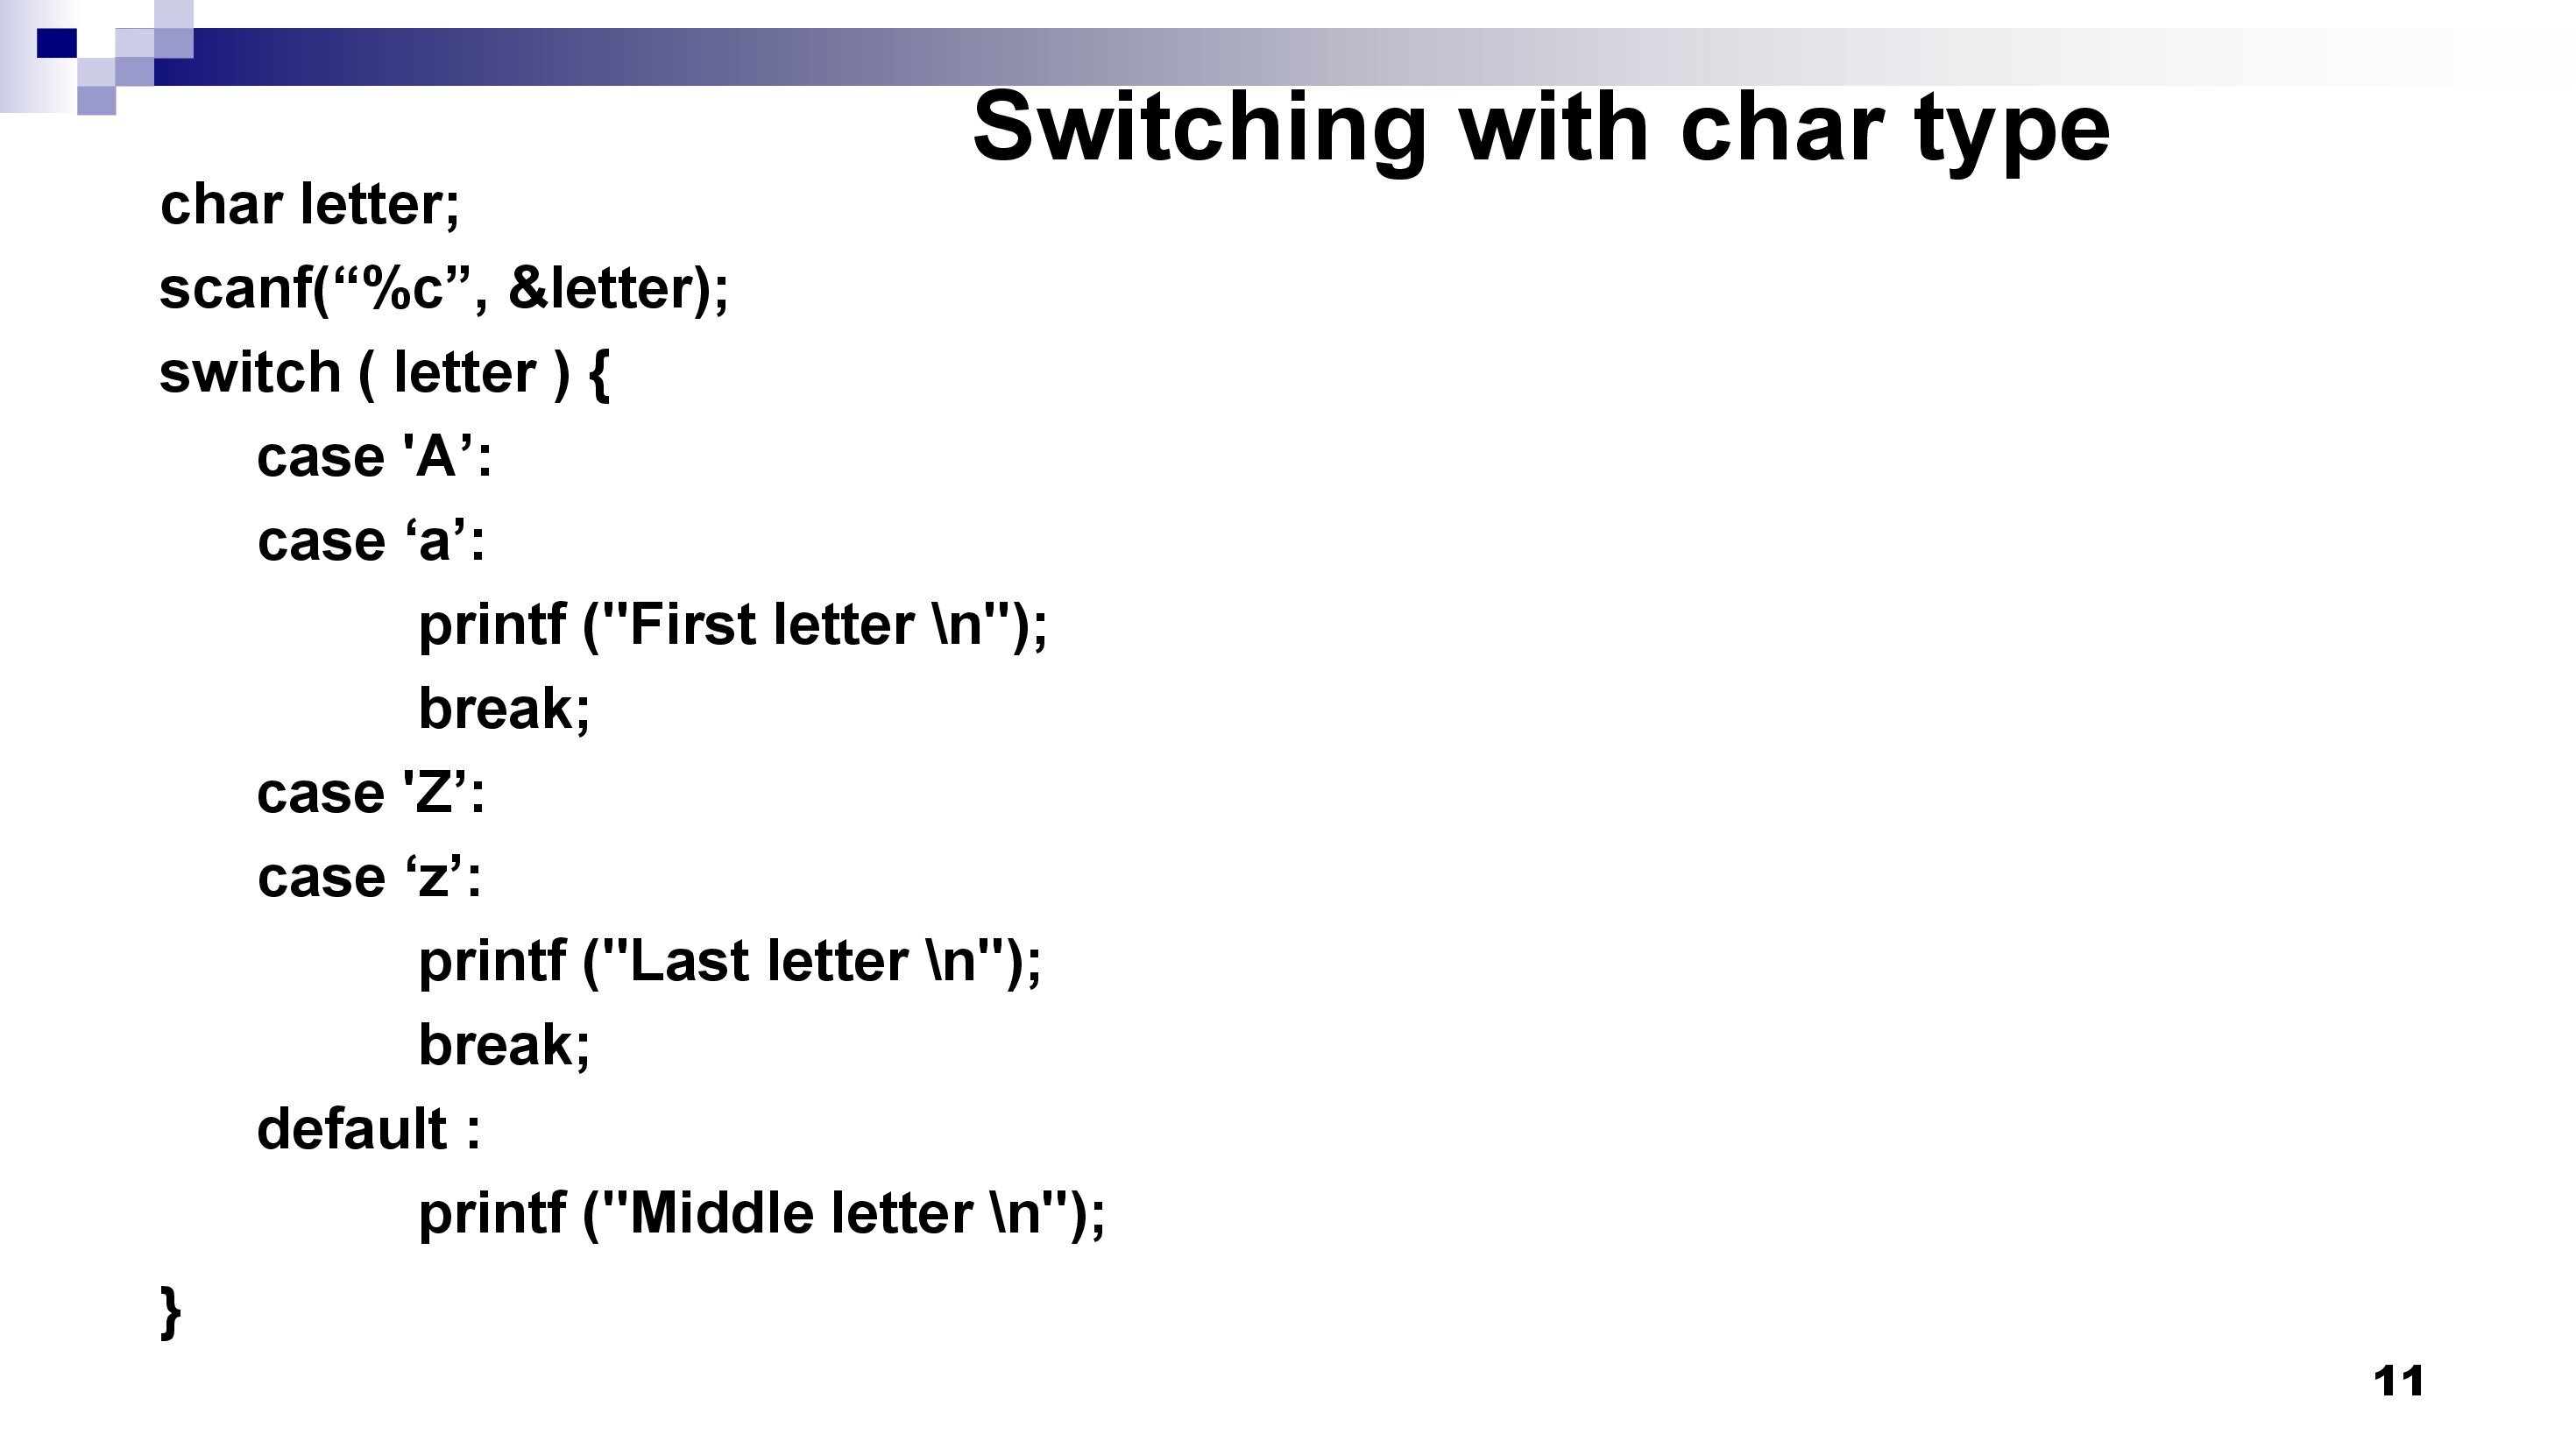 Switching with char type
char letter;
scanf(“%c”, &letter);
switch ( letter ) {
case 'A’:
case ‘a’:
printf ("First letter \n");
break;
case 'Z’:
case ‘z’:
printf ("Last letter \n");
break;
default :
printf ("Middle letter \n");
}
11